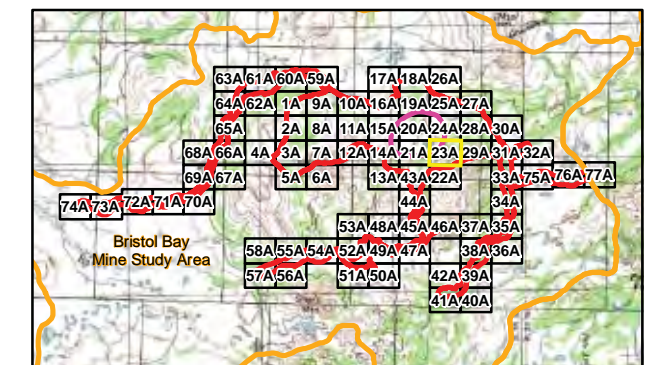 63A 61A 60A 59A 17A 18A 26A
64A 62A 1A 9A 10A 16A 19A 25A 27A
65A 2A 8A 11A 15A 20A 24A 28A 30A
68A 66A 4A 3A 7A 12A 14A 21A 23A 29A 31A 32A
69A 67A 5A 6A 13A 43A 22A 33A 75A 76A 77A
74A 73A 72A 71A 70A 44A 34A
53A 48A 45A 46A 37A 35A
Bristol Bay
Mine Study Area
58A 55A 54A 52A 49A 47A 38A 36A
57A 56A 51A 50A 42A 39A
41A 40A